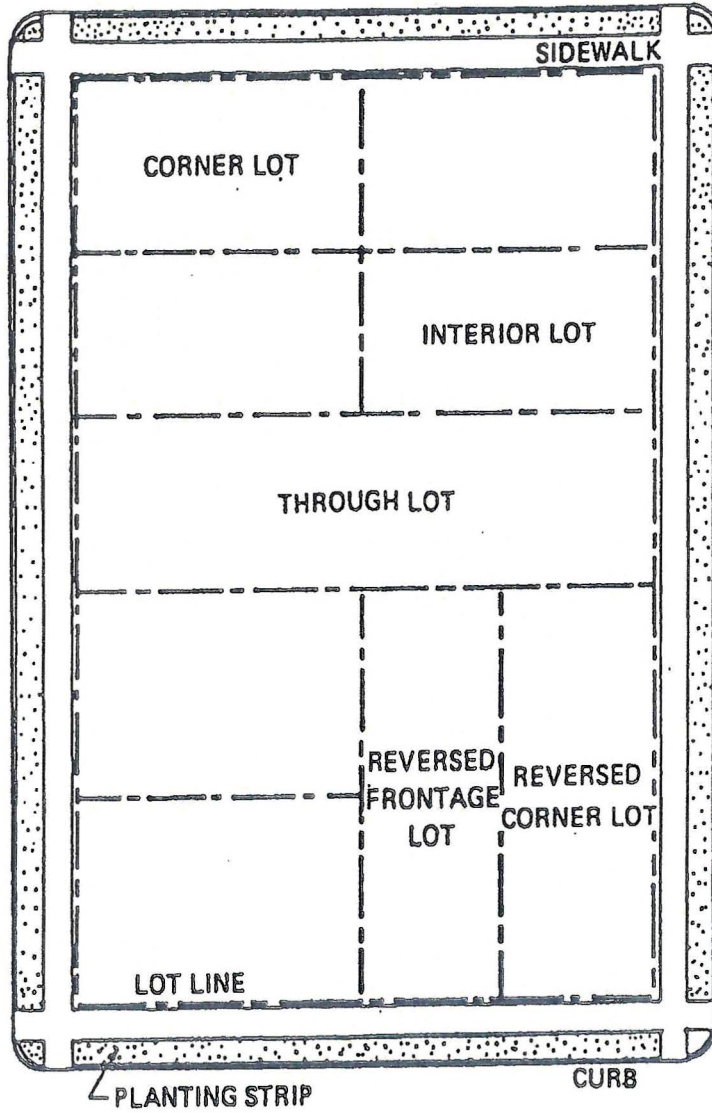 SIDEWALK
CORNER LOT
INTERIOR LOT
THROUGH LOT
REVERSED
FRONTAGE
LOT
REVERSED
CORNER LOT
LOT LINE
PLANTING STRIP
CURB